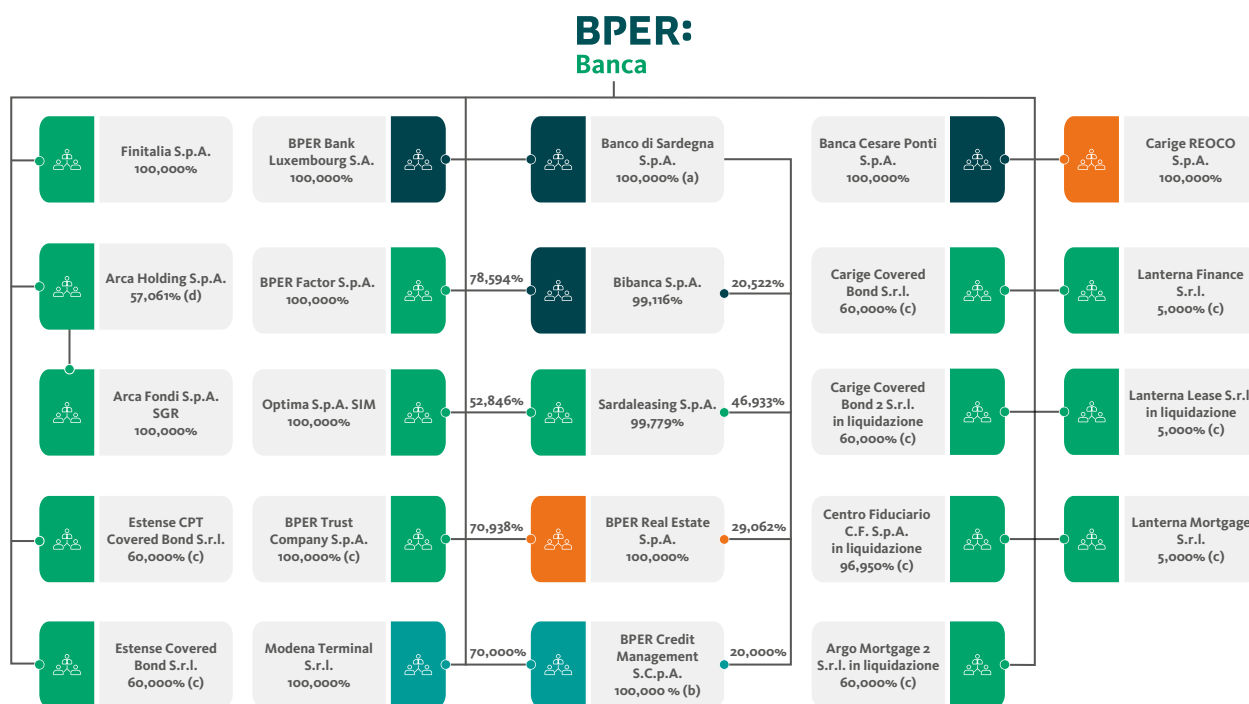 BPER:
Banca
Finitalia S.p.A.
100,000%
BPER Bank
Luxembourg S.A.
100,000%
Banco di Sardegna
S.p.A.
100,000% (a)
Banca Cesare Ponti
S.p.A.
100,000%
Carige REOCO
S.p.A.
100,000%
Arca Holding S.p.A.
57,061% (d)
BPER Factor S.p.A.
100,000%
78,594%
Bibanca S.p.A.
99,116%
20,522%
Carige Covered
Bond S.r.l.
60,000% (c)
Lanterna Finance
S.r.l.
5,000% (c)
Arca Fondi S.p.A.
SGR
100,000%
Optima S.p.A. SIM
100,000%
52,846%
Sardaleasing S.p.A.
99,779%
46,933%
Carige Covered
Bond 2 S.r.l.
in liquidazione
60,000% (c)
Lanterna Lease S.r.l
in liquidazione
5,000% (c)
Estense CPT
Covered Bond S.r.l.
60,000% (c)
BPER Trust
Company S.p.A.
100,000% (c)
70,938%
BPER Real Estate
S.p.A.
100,000%
29,062%
Centro Fiduciario
C.F. S.p.A.
in liquidazione
96,950% (c)
Lanterna Mortgage
S.r.l.
5,000% (c)
Estense Covered
Bond S.r.l.
60,000% (c)
Modena Terminal
S.r.l.
100,000%
70,000%
BPER Credit
Management
S.C.p.A.
100,000 % (b)
20,000%
Argo Mortgage 2
S.r.l. in liquidazione
60,000% (c)